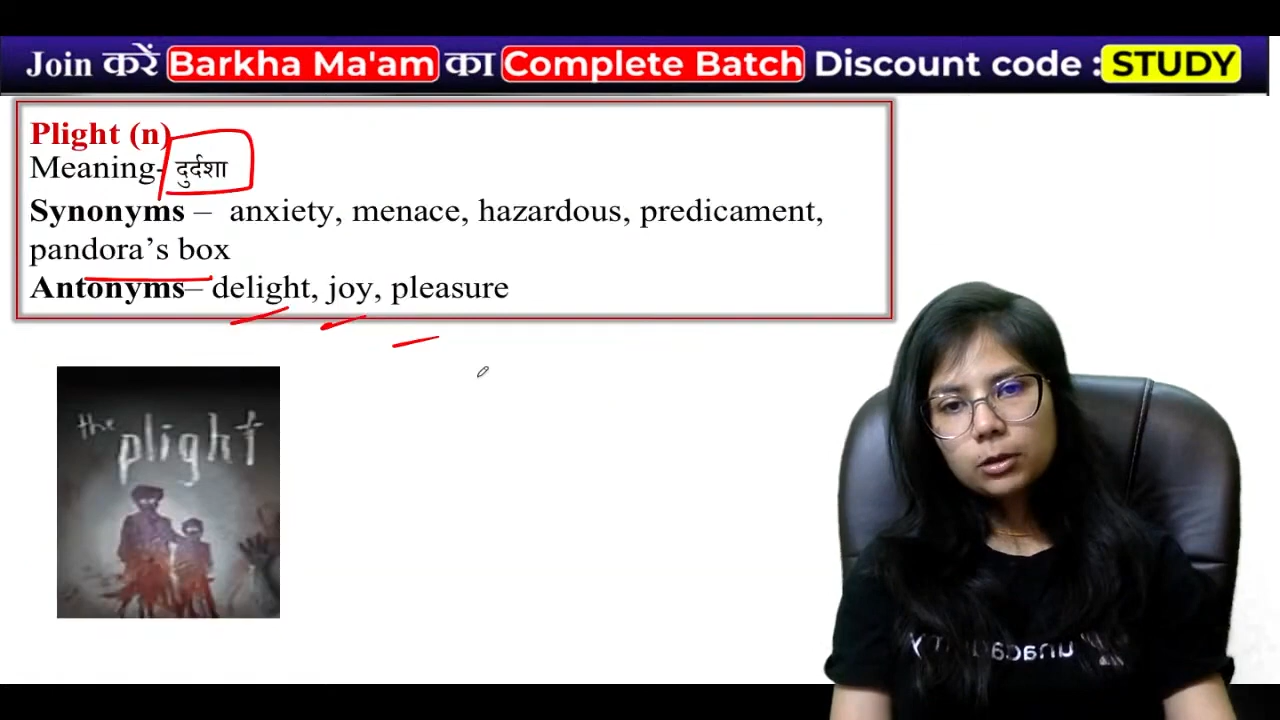 Join करें Barkha Ma'am का Complete Batch Discount code : STUDY
Plight (n)
Meaning- दुर्दशा
Synonyms – anxiety, menace, hazardous, predicament,
pandora's box
Antonyms– delight, joy, pleasure
the
plight